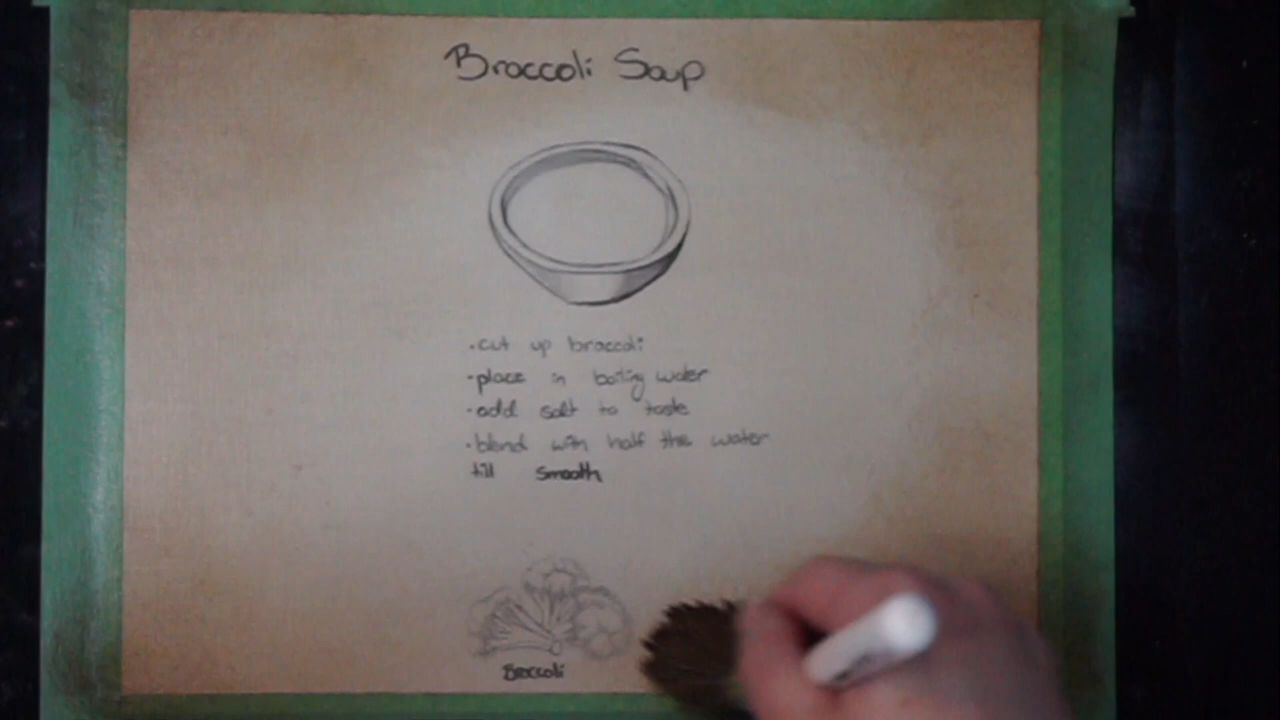 Broccoli Soup
·cut up broccoli
·place in boiling water
·add salt to taste
·blend with half the water
till smooth
Broccoli